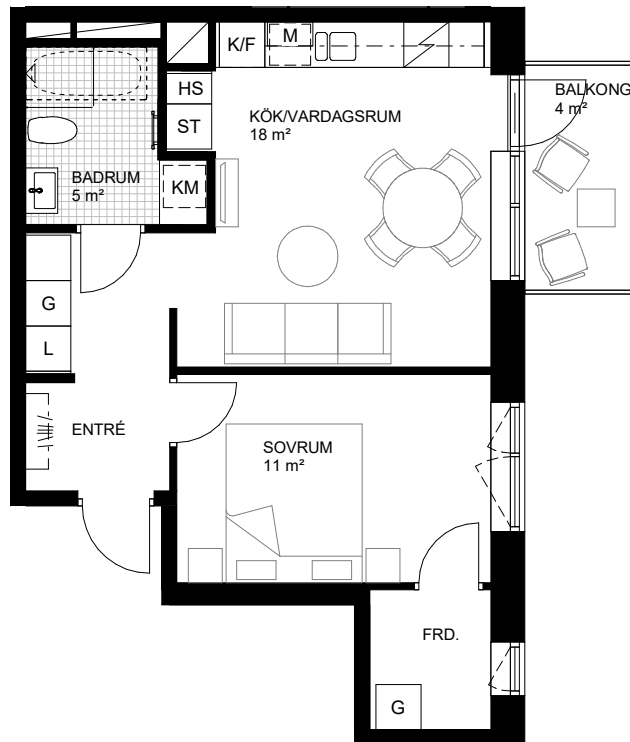 K/F
M
HS
ST
KÖK/VARDAGSRUM
18 m²
BALKONG
4 m²
BADRUM
5 m²
KM
G
L
ENTRÉ
SOVRUM
11 m²
FRD.
G